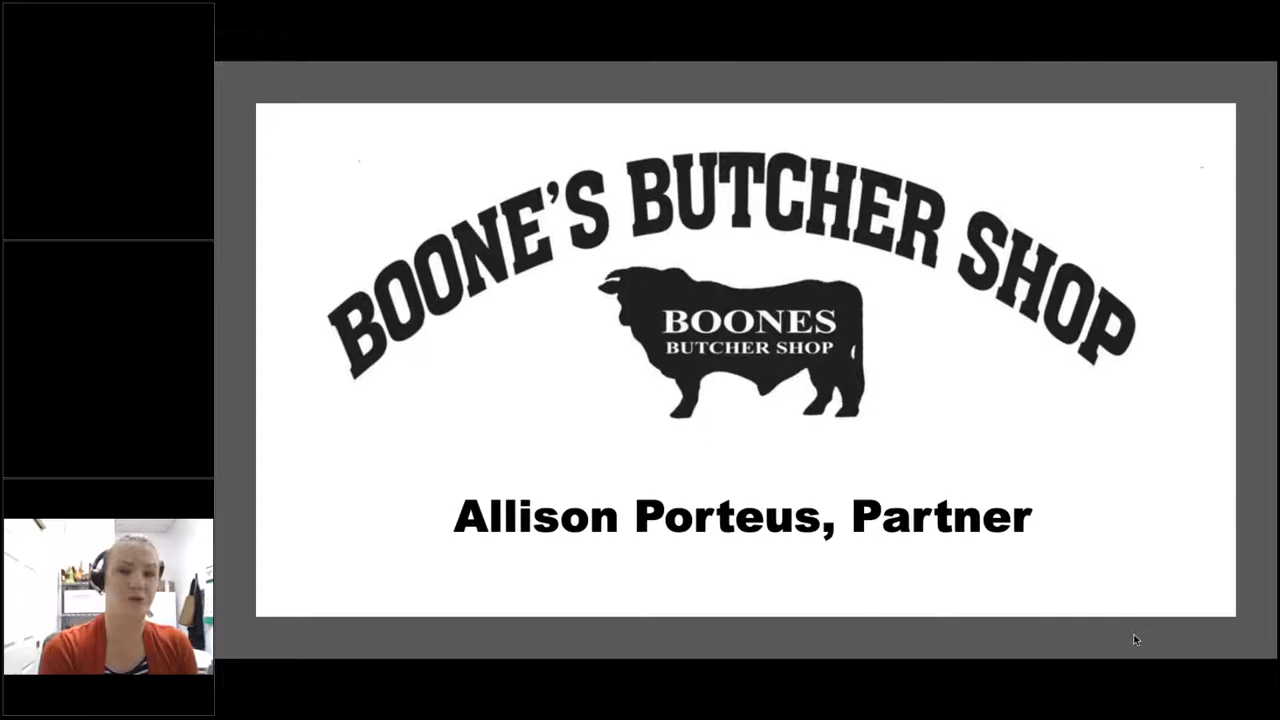 BOONE'S BUTCHER SHOP
BOONES
BUTCHER SHOP
Allison Porteus, Partner